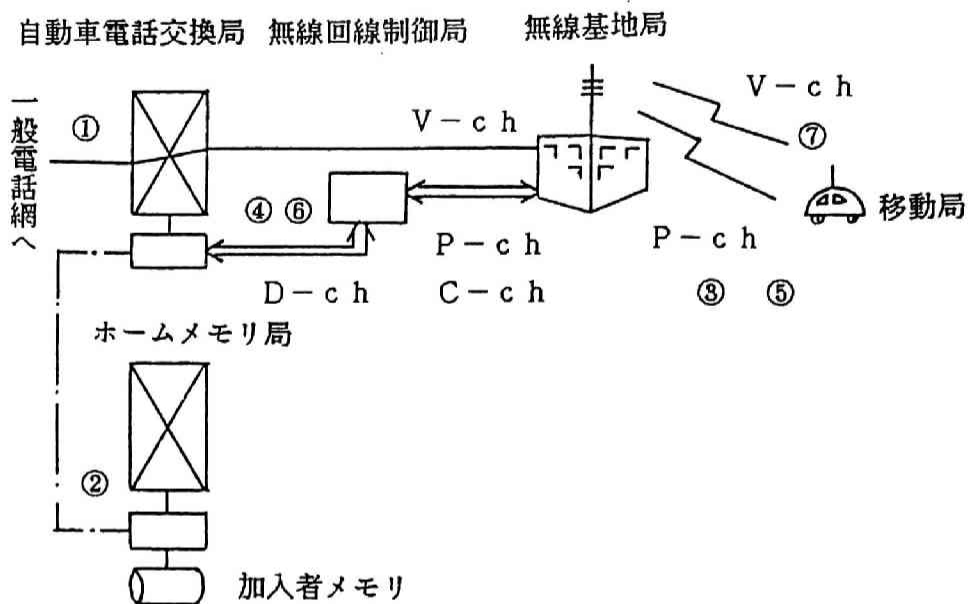 自動車電話交換局 無線回線制御局 無線基地局
一般電話網へ
①
V-ch
V-ch
⑦
移動局
④ ⑥
P-ch
P-ch
D-ch
C-ch
③ ⑤
ホームメモリ局
②
加入者メモリ